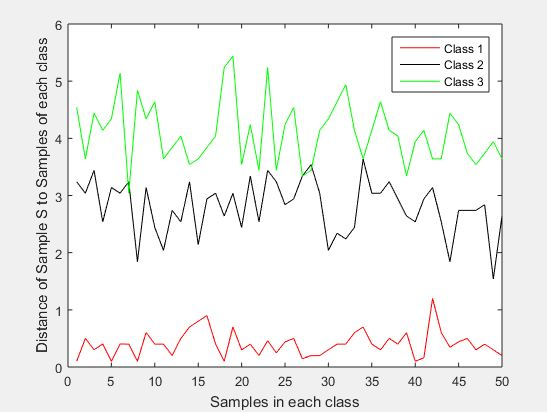 Class 1
Class 2
Class 3
6
5
4
3
2
1
0
0 5 10 15 20 25 30 35 40 45 50
Distance of Sample S to Samples of each class
Samples in each class